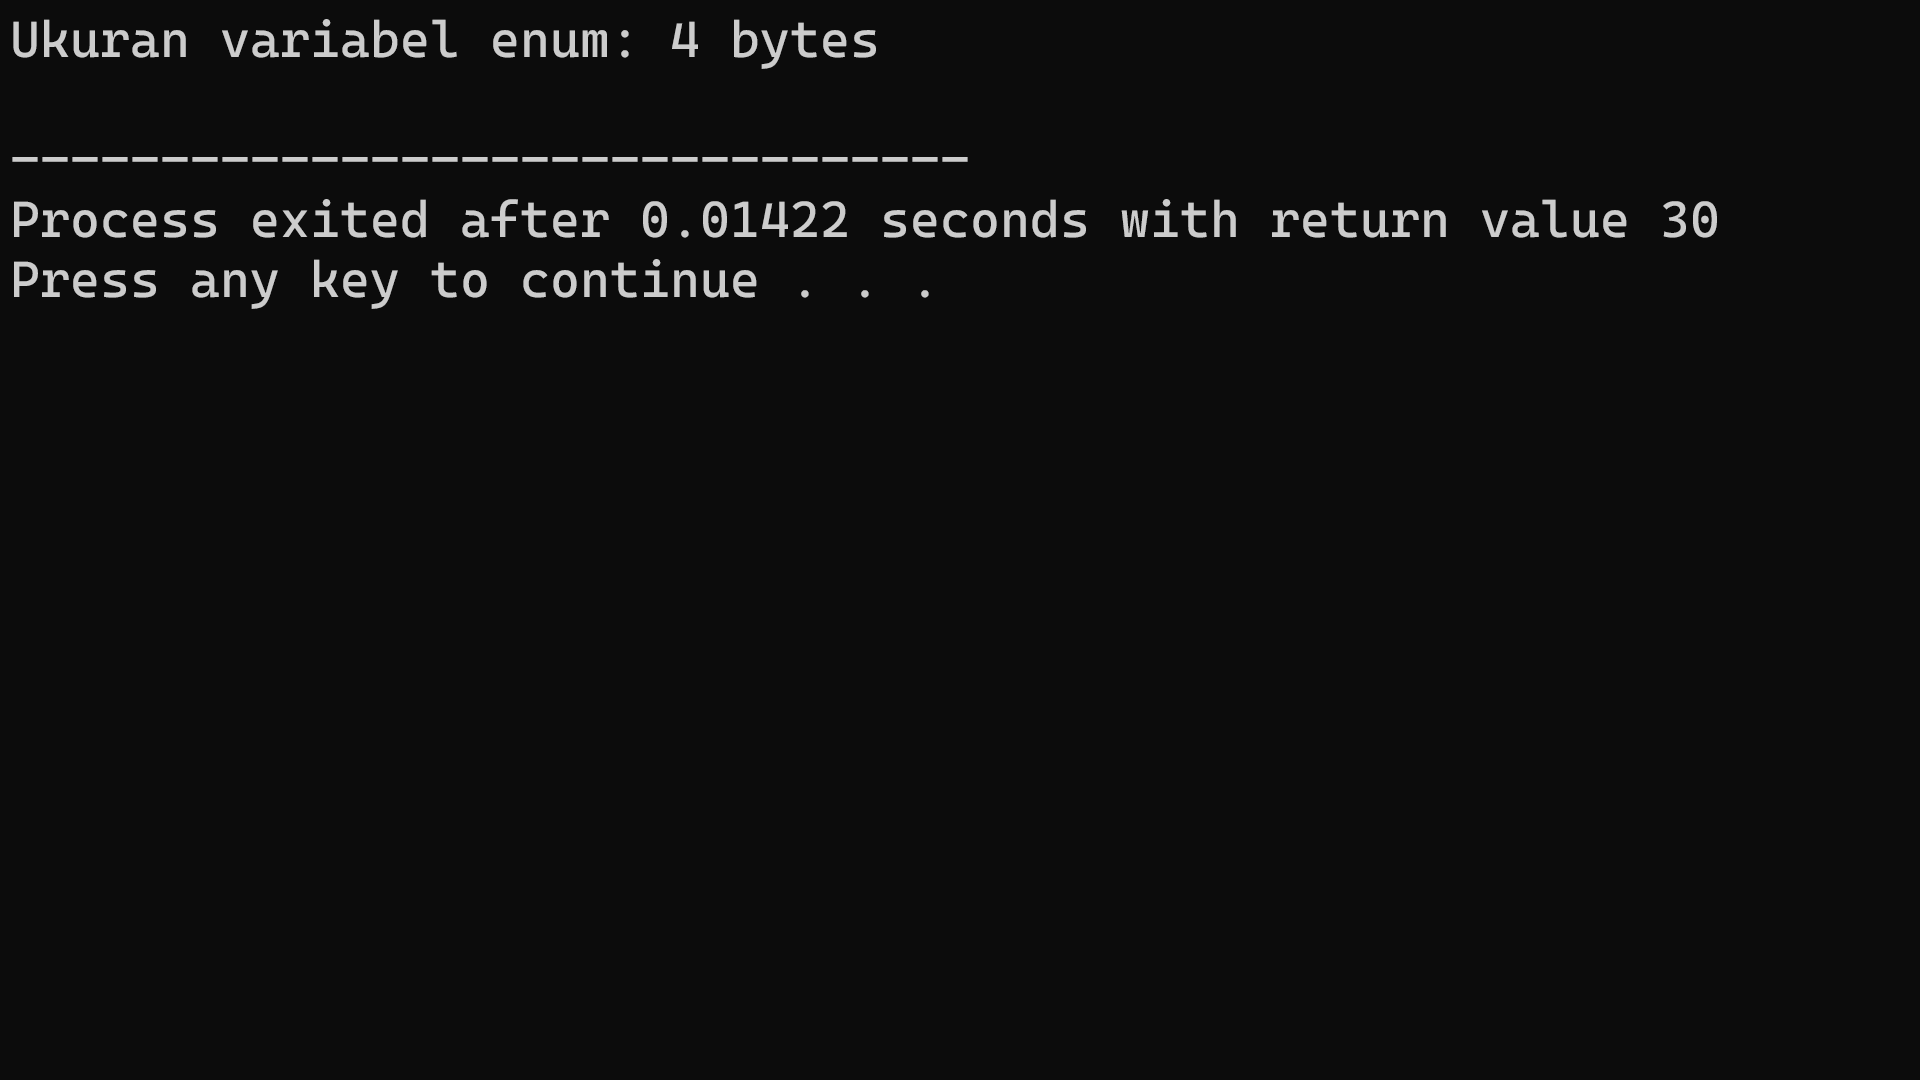 Ukuran variabel enum: 4 bytes
--------------------------------
Process exited after 0.01422 seconds with return value 30
Press any key to continue . . .